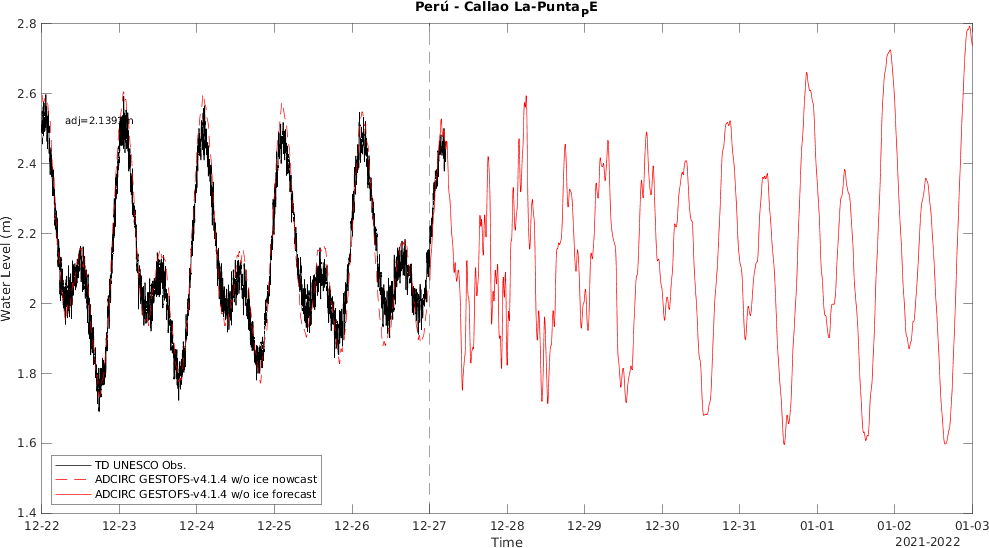 Perú - Callao La-PuntaPE
2.8
2.6
adj=2.1397m
2.4
2.2
Water Level (m)
2
1.8
1.6
TD UNESCO Obs.
ADCIRC GESTOFS-v4.1.4 w/o ice nowcast
ADCIRC GESTOFS-v4.1.4 w/o ice forecast
1.4
12-22 12-23 12-24 12-25 12-26 12-27 12-28 12-29 12-30 12-31 01-01 01-02 01-03
Time
2021-2022